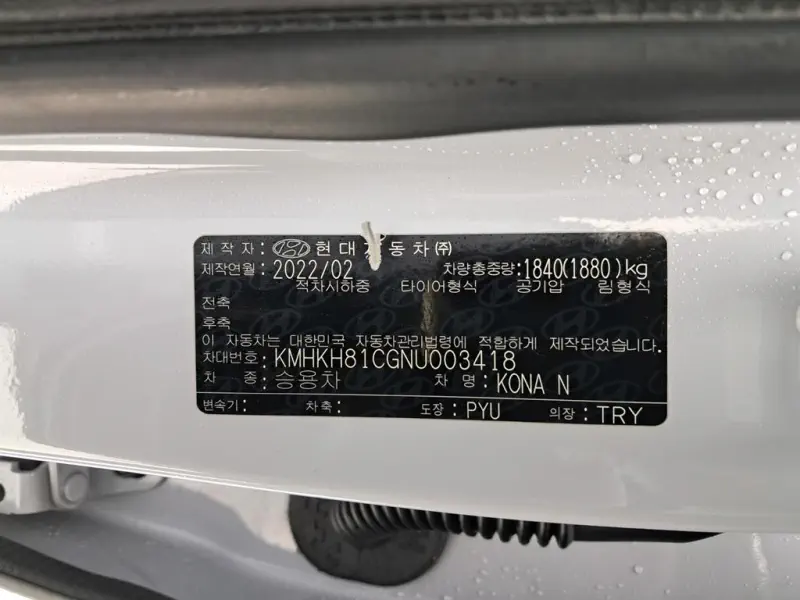 제 작 자 : 현 대 자 동 차 ㈜
제작연월 : 2022/02 차량총중량 : 1840(1880) kg
적차시하중 타이어형식 공기압 림형식
전축
후축
이 자동차는 대한민국 자동차관리법령에 적합하게 제작되었습니다.
차대번호 : KMHKH81CGNU003418
차 종 : 승용차 차 명 : KONA N
변속기 : 차축 : 도장 : PYU 의장 : TRY